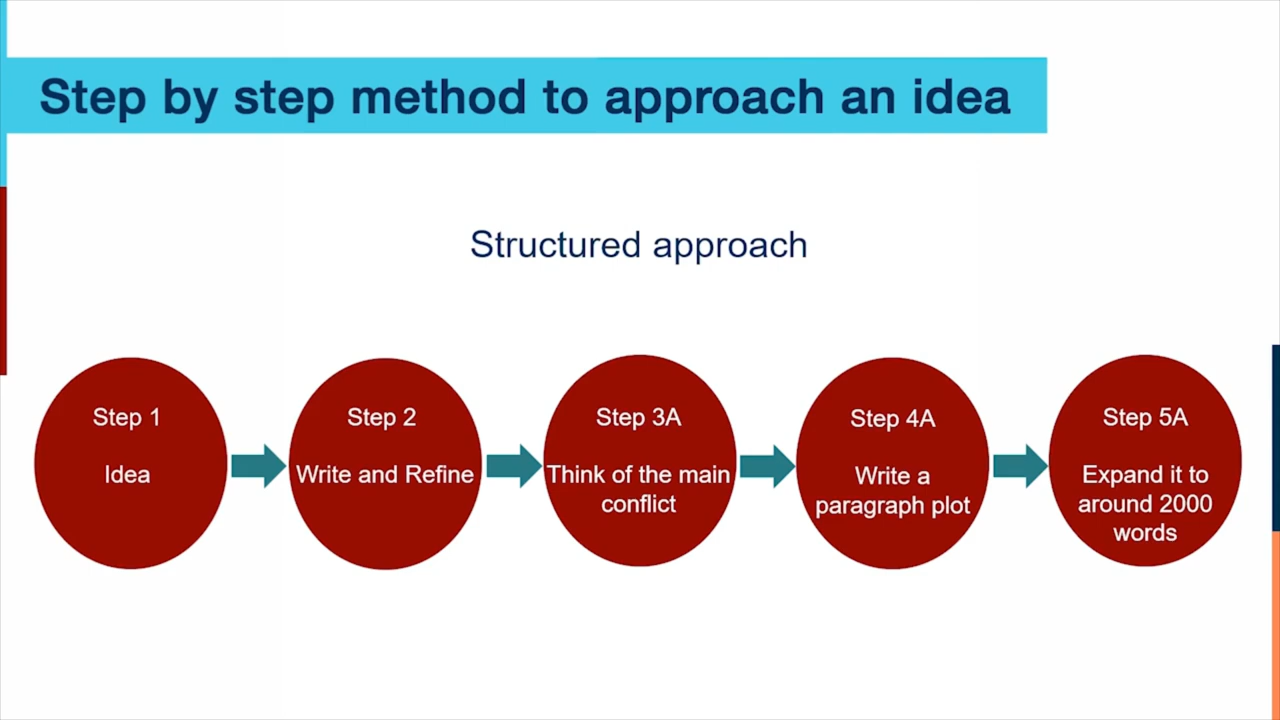 Step by step method to approach an idea
Structured approach
Step 1
Idea
Step 2
Write and Refine
Step 3A
Think of the main
conflict
Step 4A
Write a
paragraph plot
Step 5A
Expand it to
around 2000
words